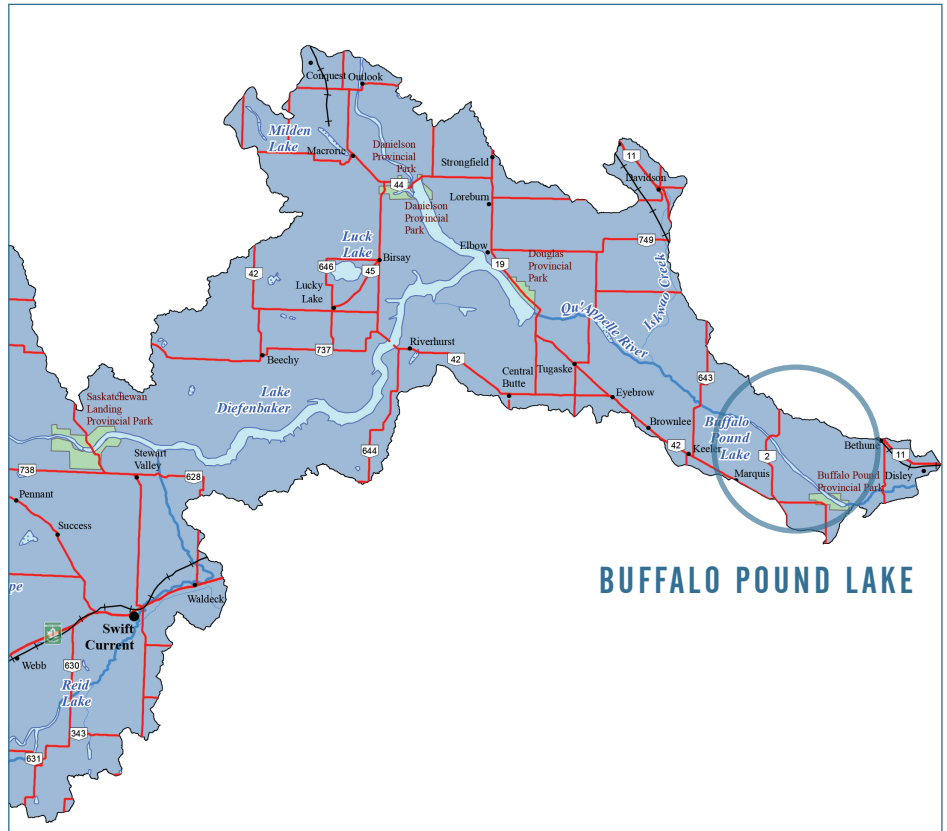 Conquest
Outlook
Milden
Lake
Macrorie
Danielson
Provincial
Park
44
Danielson
Provincial
Park
Strongfield
Loreburn
11
Davidson
749
Iskwao Creek
Luck
Lake
646
45
Birsay
42
Lucky
Lake
Elbow
19
Douglas
Provincial
Park
Qu'Appelle River
Beechy
737
Riverhurst
42
Central
Butte
Tugaske
Eyebrow
643
Lake
Diefenbaker
Brownlee
42
Keeler
Marquis
Buffalo
Pound
Lake
2
Bethune
11
Disley
Buffalo Pound
Provincial Park
Saskatchewan
Landing
Provincial Park
Stewart
Valley
738
628
644
Pennant
Success
pe
Waldeck
Swift
Current
Webb
630
Reid
Lake
343
631
BUFFALO POUND LAKE